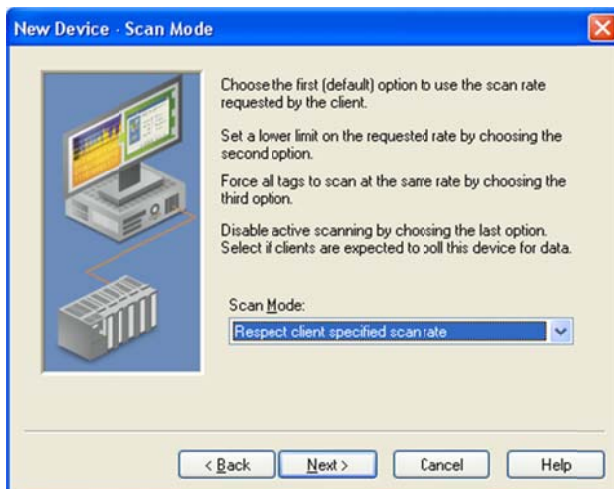 New Device - Scan Mode
Choose the first (default) option to use the scan rate
requested by the client.
Set a lower limit on the requested rate by choosing the
second option.
Force all tags to scan at the same rate by choosing the
third option.
Disable active scanning by choosing the last option.
Select if clients are expected to poll this device for data.
Scan Mode:
Respect client specified scan rate
< Back
Next >
Cancel
Help